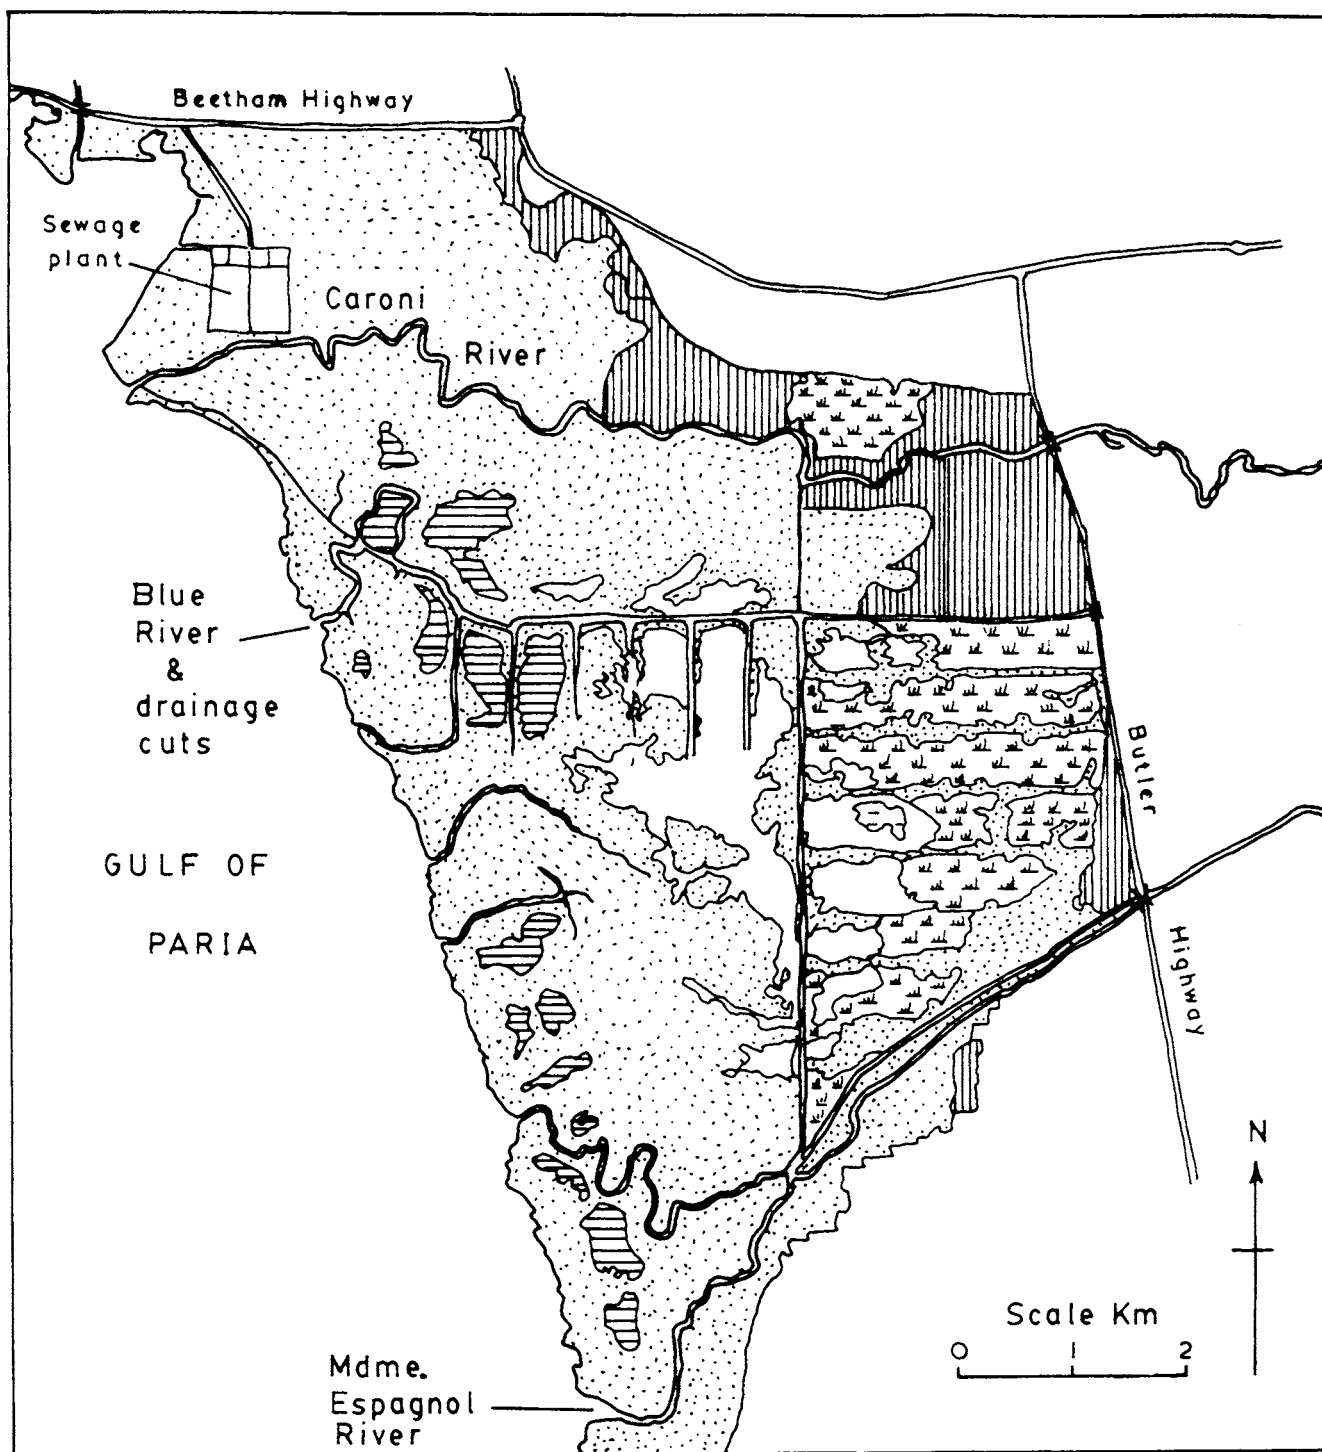 Beetham Highway
Sewage
plant
Caroni
River
Blue
River
&
drainage
cuts
Butler
Highway
GULF OF
PARIA
N
Scale Km
0 1 2
Mdme.
Espagnol
River